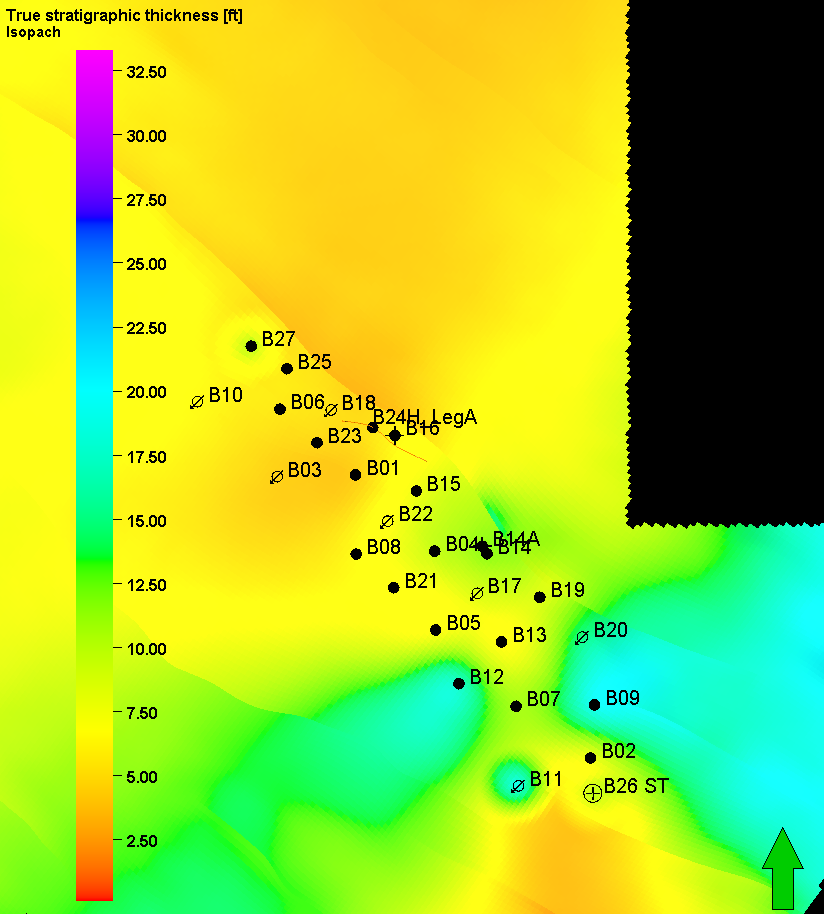 True stratigraphic thickness [ft]
Isopach
32.50
30.00
27.50
25.00
22.50
20.00
17.50
15.00
12.50
10.00
7.50
5.00
2.50
B27
B25
B10
B06
B18
B24H_LegA
B16
B23
B03
B01
B15
B22
B14A
B04
B14
B08
B21
B17
B19
B05
B13
B20
B12
B07
B09
B02
B11
B26 ST